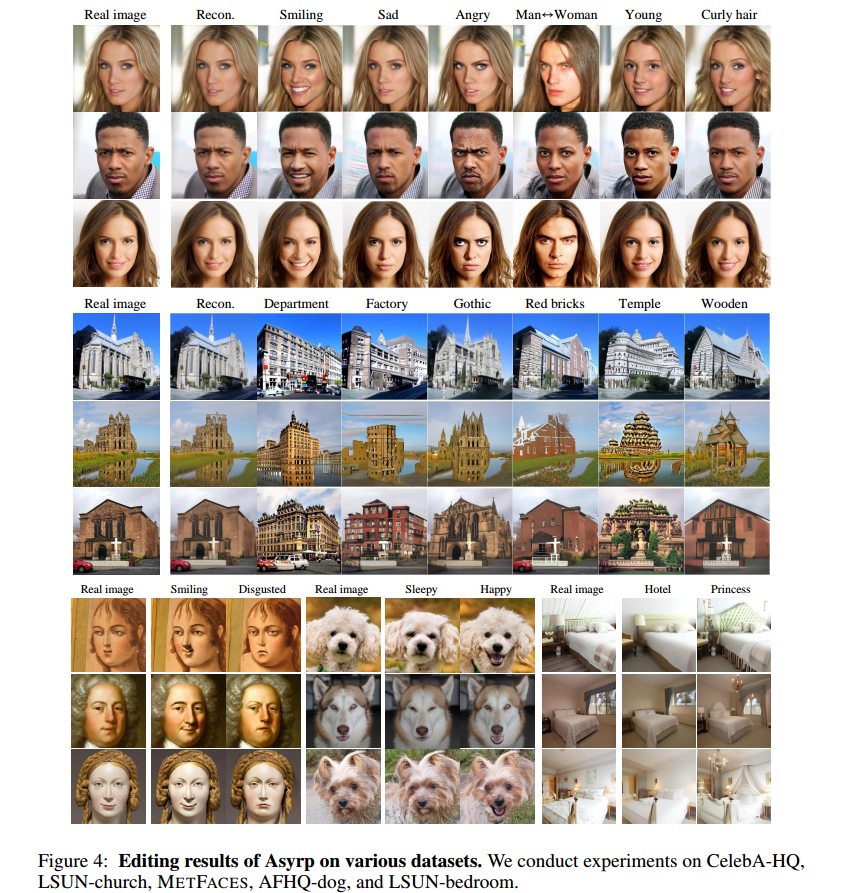 Real image Recon. Smiling Sad Angry Man↔Woman Young Curly hair
Real image Recon. Department Factory Gothic Red bricks Temple Wooden
Real image Smiling Disgusted Real image Sleepy Happy Real image Hotel Princess
Figure 4: Editing results of Asyrp on various datasets. We conduct experiments on CelebA-HQ,
LSUN-church, METFACES, AFHQ-dog, and LSUN-bedroom.